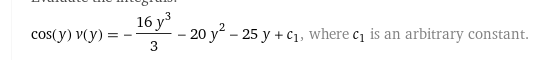 cos(y) v(y) = − 16 y³/3 − 20 y² − 25 y + c₁, where c₁ is an arbitrary constant.